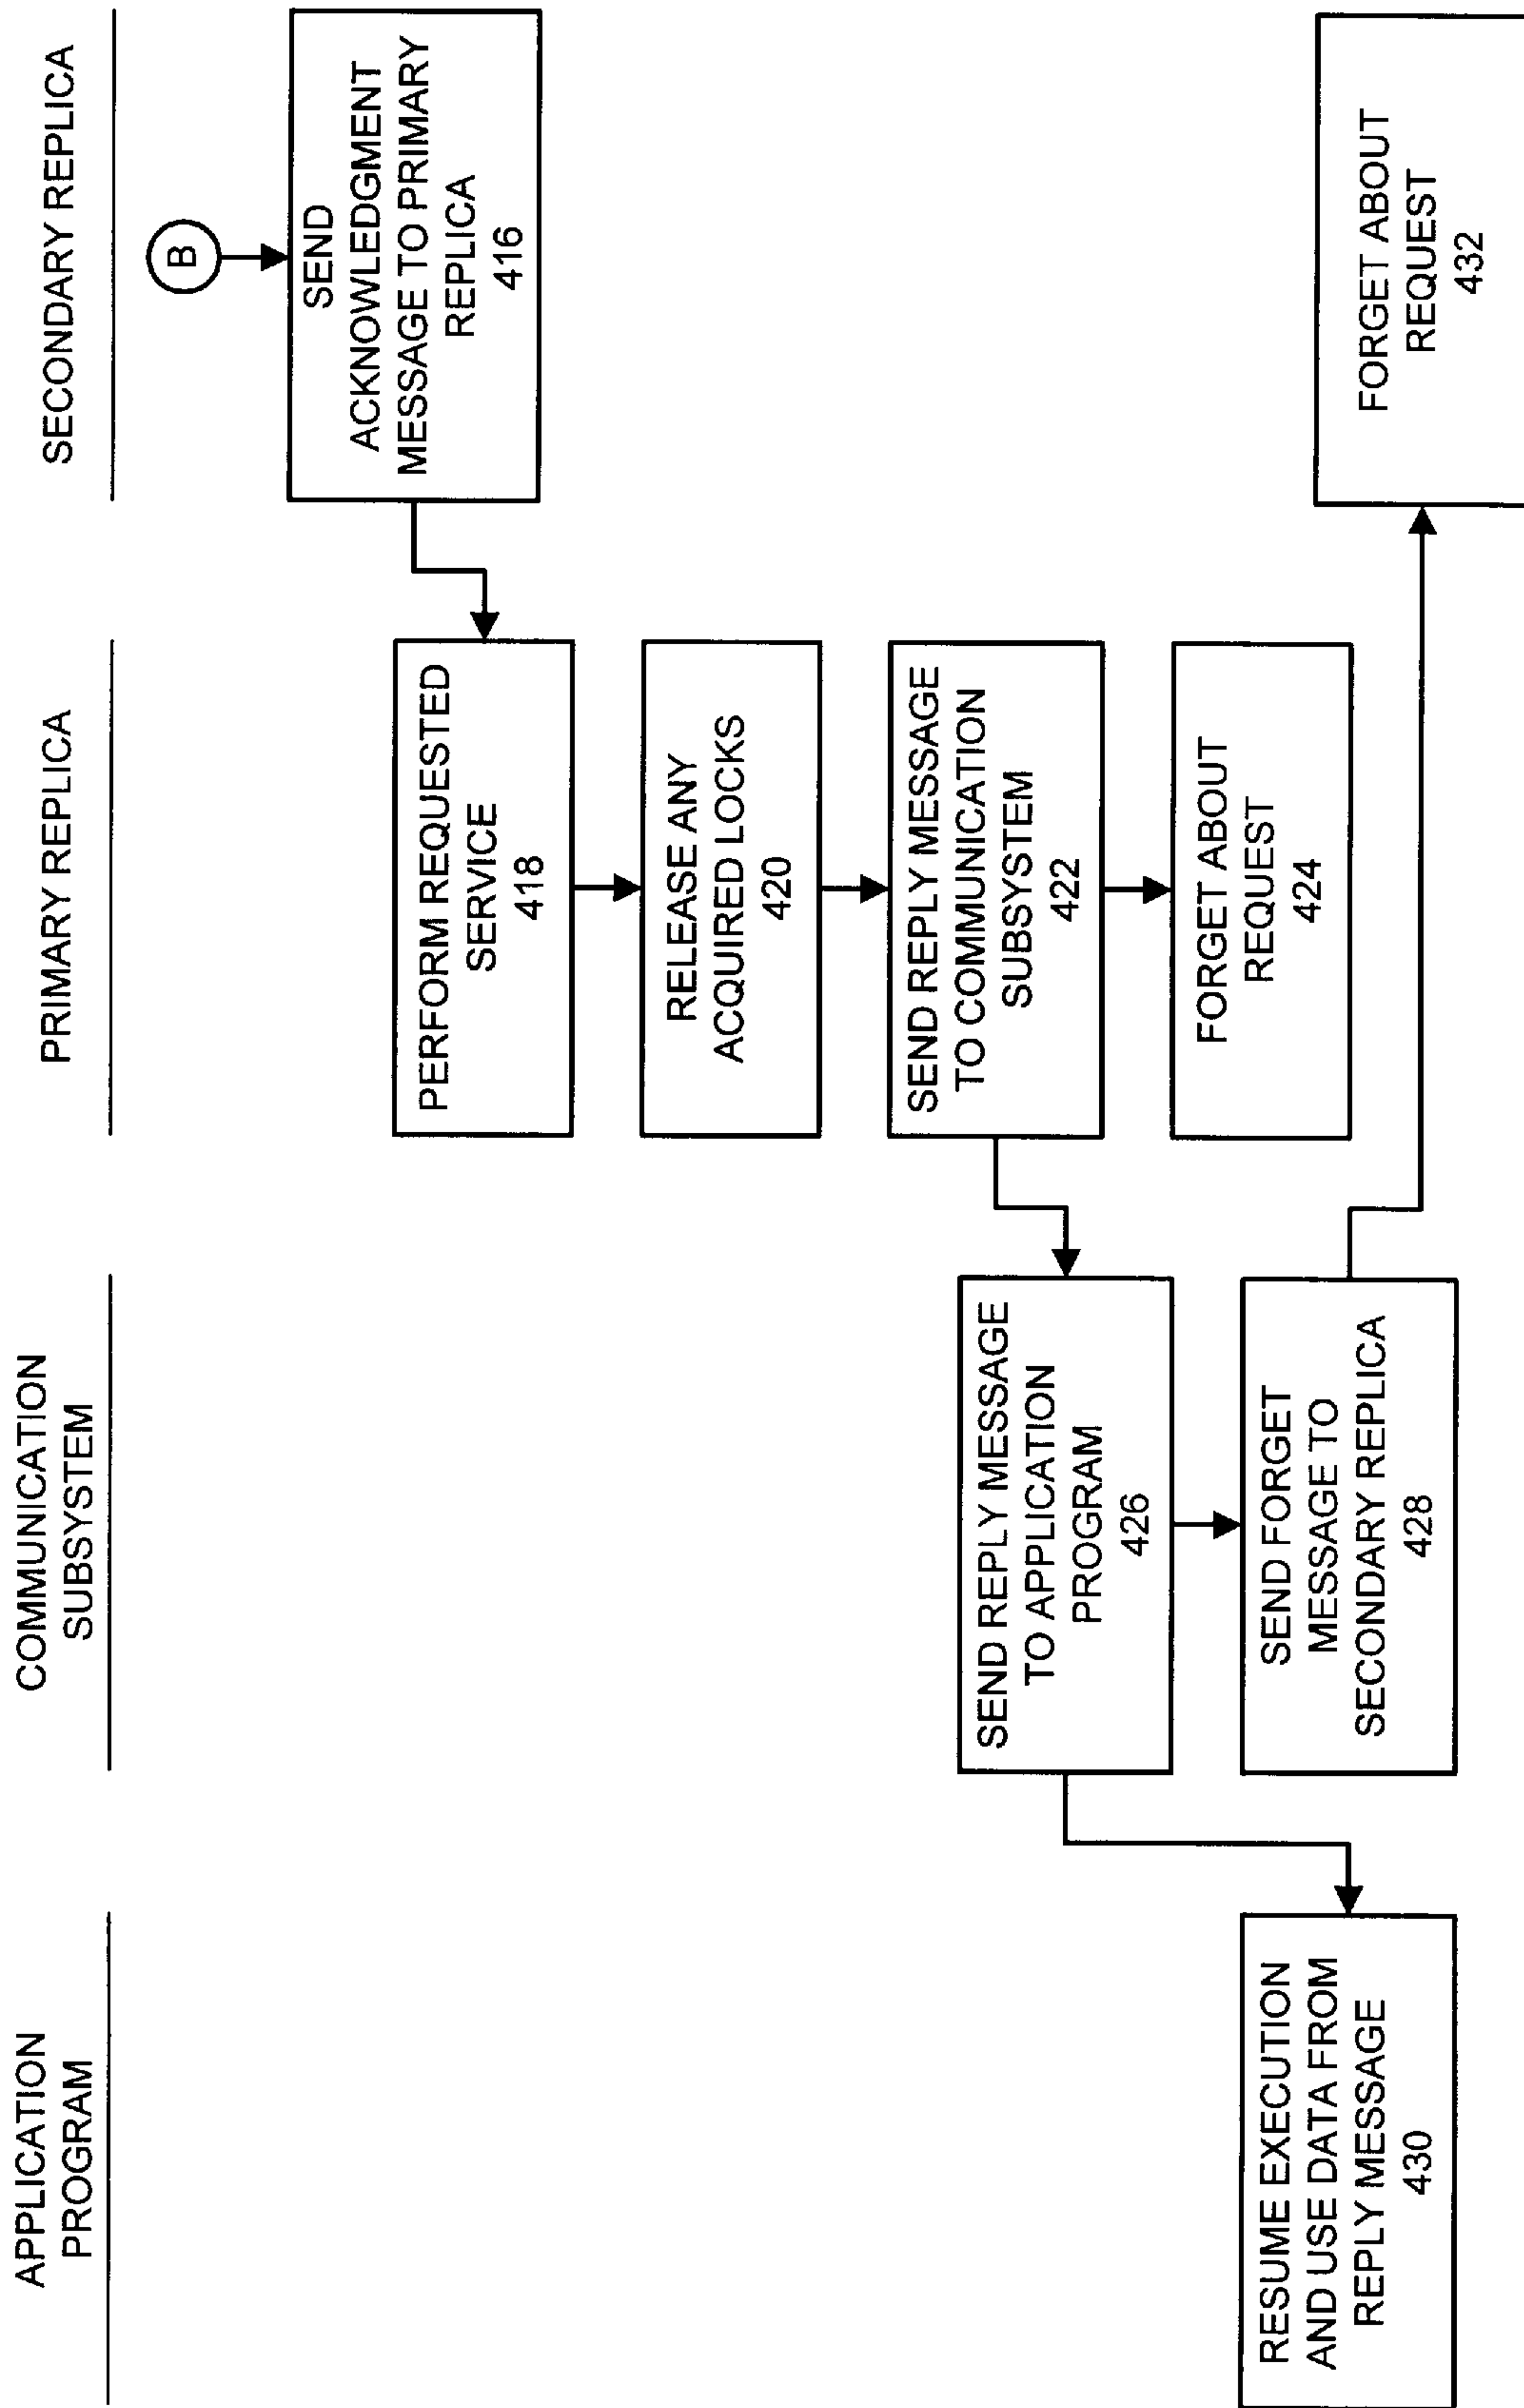 APPLICATION
PROGRAM
COMMUNICATION
SUBSYSTEM
PRIMARY REPLICA
SECONDARY REPLICA
B
SEND
ACKNOWLEDGMENT
MESSAGE TO PRIMARY
REPLICA
416
PERFORM REQUESTED
SERVICE
418
RELEASE ANY
ACQUIRED LOCKS
420
SEND REPLY MESSAGE
TO COMMUNICATION
SUBSYSTEM
422
FORGET ABOUT
REQUEST
424
SEND REPLY MESSAGE
TO APPLICATION
PROGRAM
426
SEND FORGET
MESSAGE TO
SECONDARY REPLICA
428
RESUME EXECUTION
AND USE DATA FROM
REPLY MESSAGE
430
FORGET ABOUT
REQUEST
432